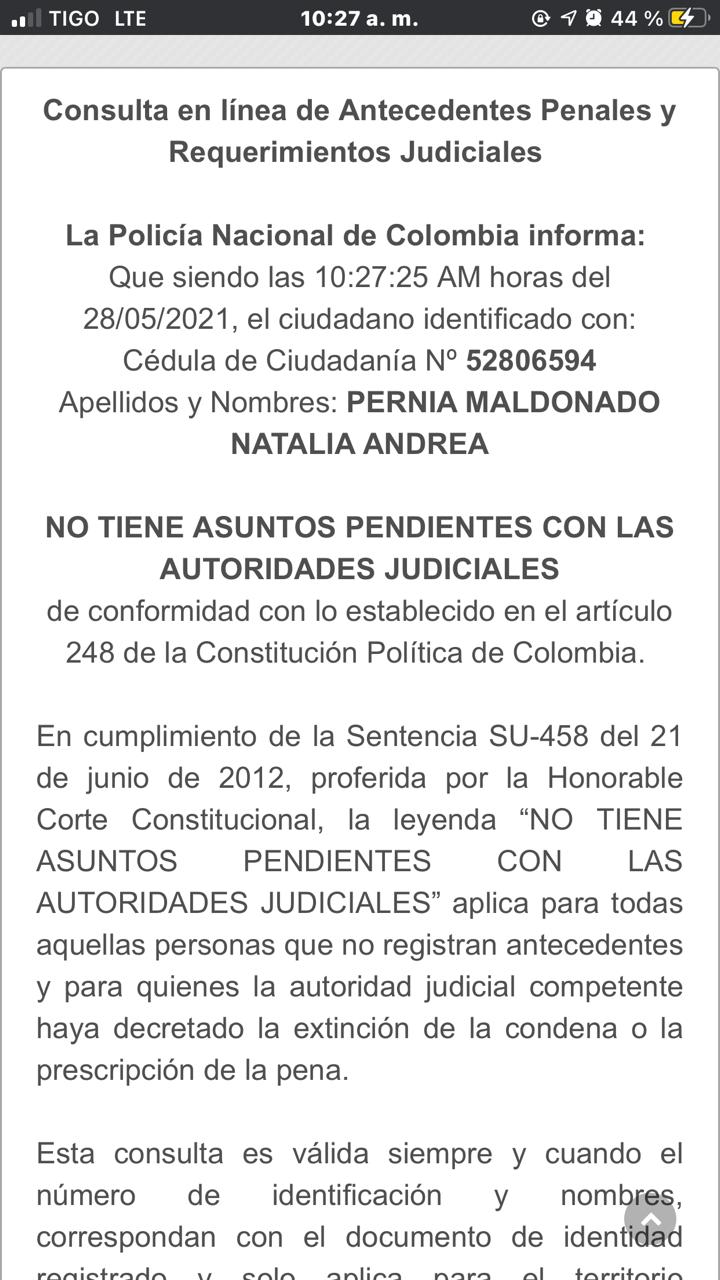 TIGO LTE 10:27 a. m. 44 %
Consulta en línea de Antecedentes Penales y
Requerimientos Judiciales
La Policía Nacional de Colombia informa:
Que siendo las 10:27:25 AM horas del
28/05/2021, el ciudadano identificado con:
Cédula de Ciudadanía Nº 52806594
Apellidos y Nombres: PERNIA MALDONADO
NATALIA ANDREA
NO TIENE ASUNTOS PENDIENTES CON LAS
AUTORIDADES JUDICIALES
de conformidad con lo establecido en el artículo
248 de la Constitución Política de Colombia.
En cumplimiento de la Sentencia SU-458 del 21
de junio de 2012, proferida por la Honorable
Corte Constitucional, la leyenda “NO TIENE
ASUNTOS PENDIENTES CON LAS
AUTORIDADES JUDICIALES” aplica para todas
aquellas personas que no registran antecedentes
y para quienes la autoridad judicial competente
haya decretado la extinción de la condena o la
prescripción de la pena.
Esta consulta es válida siempre y cuando el
número de identificación y nombres,
correspondan con el documento de identidad
registrado y solo aplica para el territorio